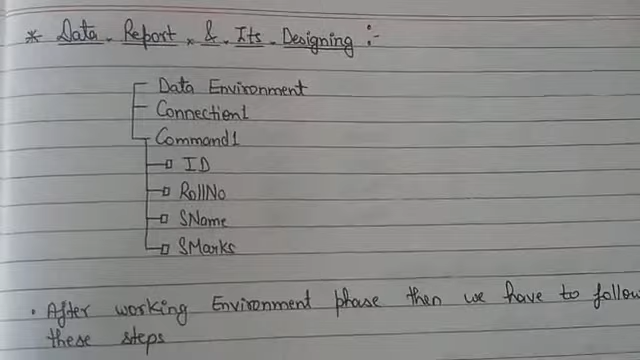 * Data Report & Its Designing :-
Data Environment
Connection1
Command1
ID
RollNo
SName
SMarks
• After working Environment phase then we have to follow
these steps